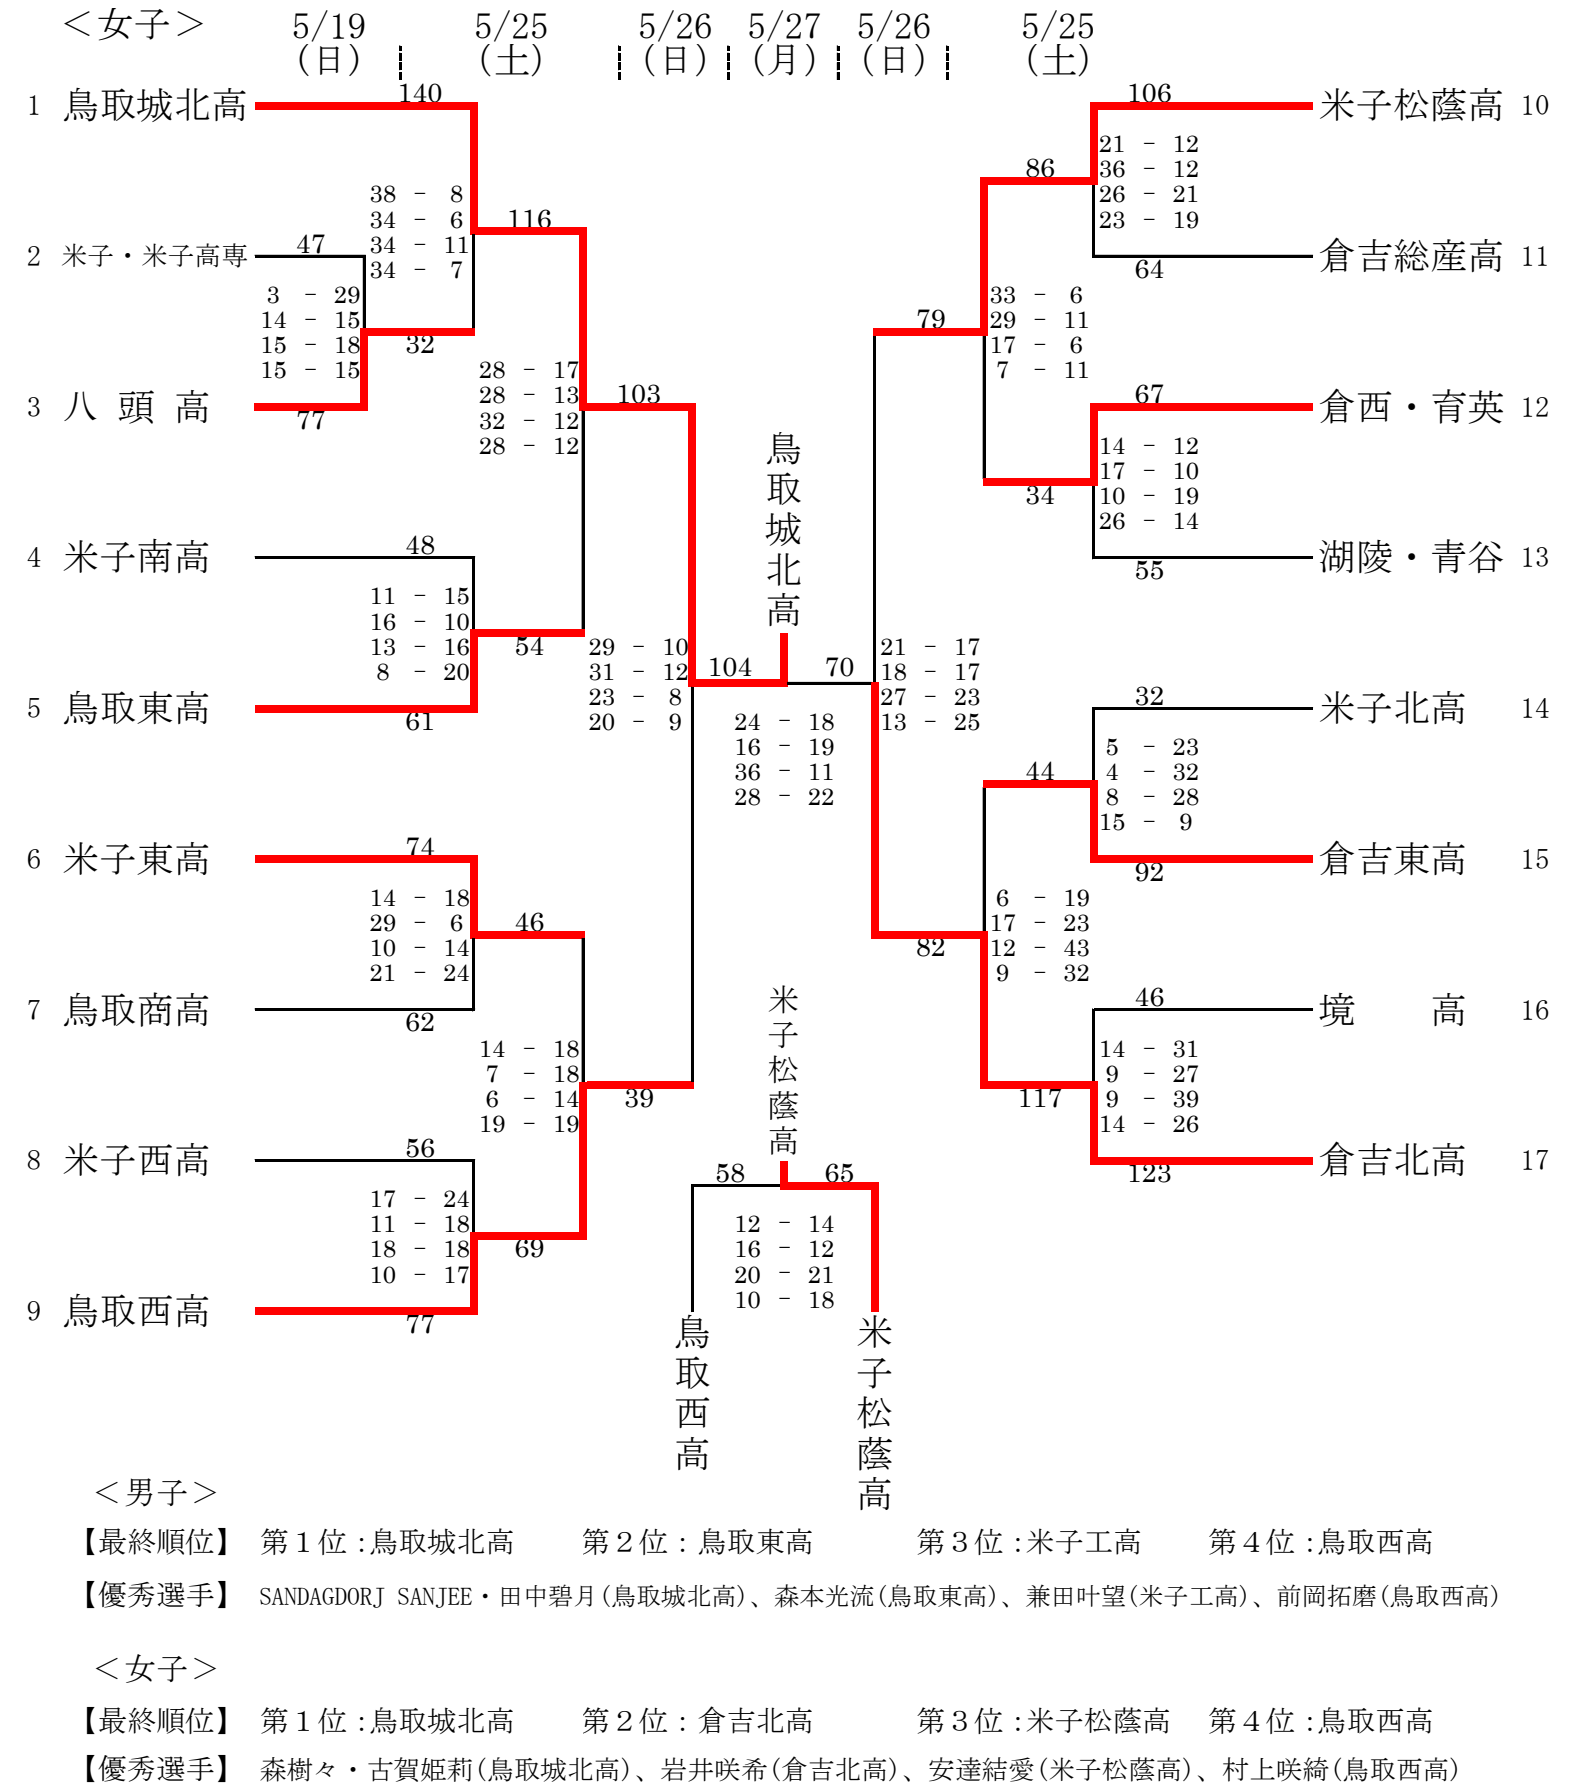 ＜女子＞ 5/19 5/25 5/26 5/27 5/26 5/25
(日) (土) (日) (月) (日) (土)
140 106
1 鳥取城北高 米子松蔭高 10
21 - 12
86 36 - 12
38 - 8 26 - 21
34 - 6 116 23 - 19
2 米子・米子高専 47 34 - 11 倉吉総産高 11
34 - 7 64
3 - 29 33 - 6
14 - 15 79 29 - 11
15 - 18 32 17 - 6
15 - 15 28 - 17 7 - 11
28 - 13 103 67
3 八頭高 77 32 - 12 倉西・育英 12
28 - 12 14 - 12
17 - 10
34 10 - 19
26 - 14
鳥取城北高
4 米子南高 48 湖陵・青谷 13
55
11 - 15
16 - 10
13 - 16 54 29 - 10 21 - 17
8 - 20 31 - 12 104 70 18 - 17
23 - 8 27 - 23 32
5 鳥取東高 61 20 - 9 24 - 18 13 - 25 米子北高 14
16 - 19 5 - 23
36 - 11 44 4 - 32
28 - 22 8 - 28
15 - 9
6 米子東高 74 倉吉東高 15
92
14 - 18 6 - 19
29 - 6 46 17 - 23
10 - 14 82 12 - 43
21 - 24 9 - 32
7 鳥取商高 62 46 境高 16
14 - 18 14 - 31
7 - 18 9 - 27
6 - 14 39 117 9 - 39
19 - 19 14 - 26
米子松蔭高
8 米子西高 56 倉吉北高 17
58 65 123
17 - 24
11 - 18 12 - 14
18 - 18 69 16 - 12
10 - 17 20 - 21
9 鳥取西高 77 10 - 18
鳥取西高
米子松蔭高
＜男子＞
【最終順位】 第１位：鳥取城北高 第２位：鳥取東高 第３位：米子工高 第４位：鳥取西高
【優秀選手】 SANDAGDORJ SANJEE・田中碧月(鳥取城北高)、森本光流(鳥取東高)、兼田叶望(米子工高)、前岡拓磨(鳥取西高)
＜女子＞
【最終順位】 第１位：鳥取城北高 第２位：倉吉北高 第３位：米子松蔭高 第４位：鳥取西高
【優秀選手】 森樹々・古賀姫莉(鳥取城北高)、岩井咲希(倉吉北高)、安達結愛(米子松蔭高)、村上咲綺(鳥取西高)